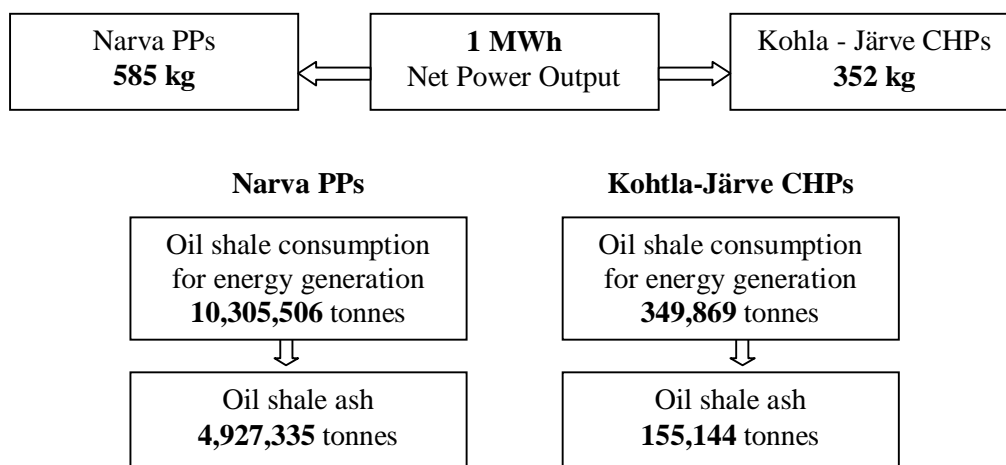 Narva PPs
585 kg
1 MWh
Net Power Output
Kohla - Järve CHPs
352 kg
Narva PPs
Kohtla-Järve CHPs
Oil shale consumption
for energy generation
10,305,506 tonnes
Oil shale consumption
for energy generation
349,869 tonnes
Oil shale ash
4,927,335 tonnes
Oil shale ash
155,144 tonnes